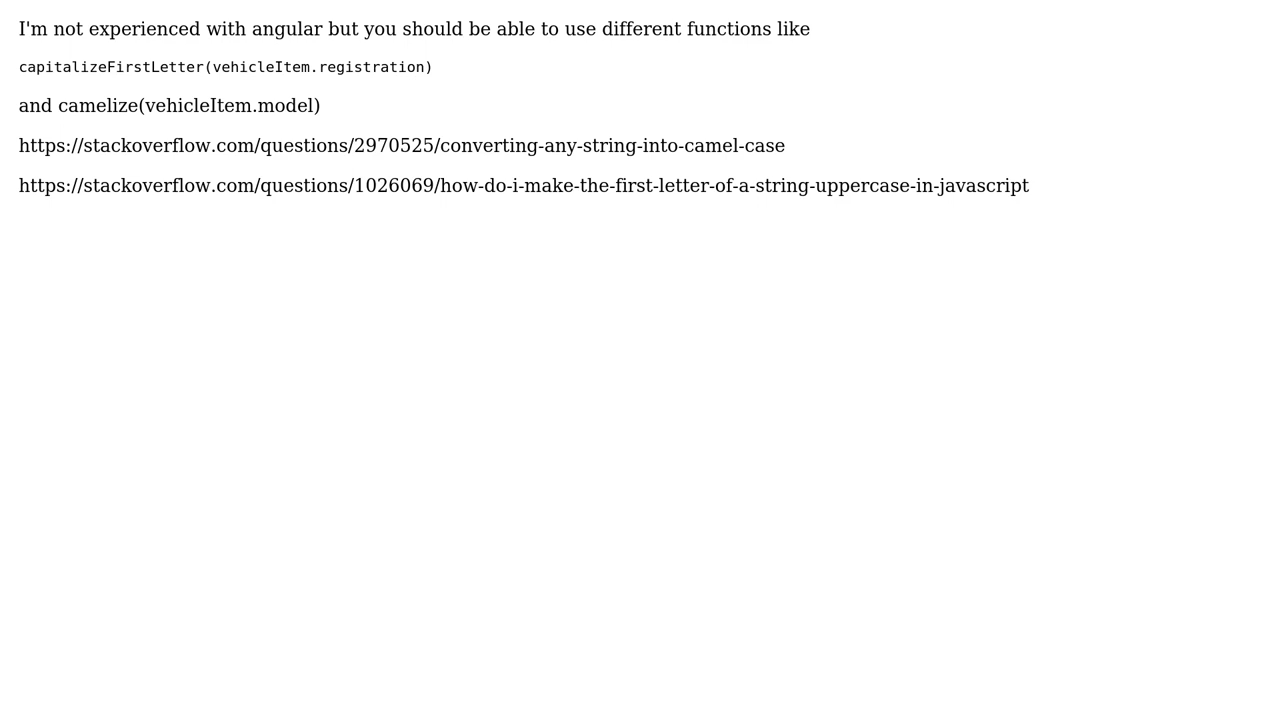 I'm not experienced with angular but you should be able to use different functions like
capitalizeFirstLetter(vehicleItem.registration)
and camelize(vehicleItem.model)
https://stackoverflow.com/questions/2970525/converting-any-string-into-camel-case
https://stackoverflow.com/questions/1026069/how-do-i-make-the-first-letter-of-a-string-uppercase-in-javascript